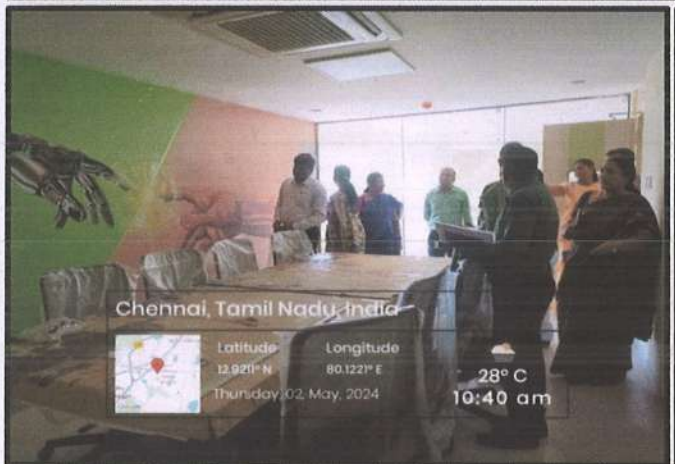 Chennai, Tamil Nadu, India
Latitude Longitude
12.9211° N 80.1221° E
Thursday, 02, May, 2024
28° C
10:40 am